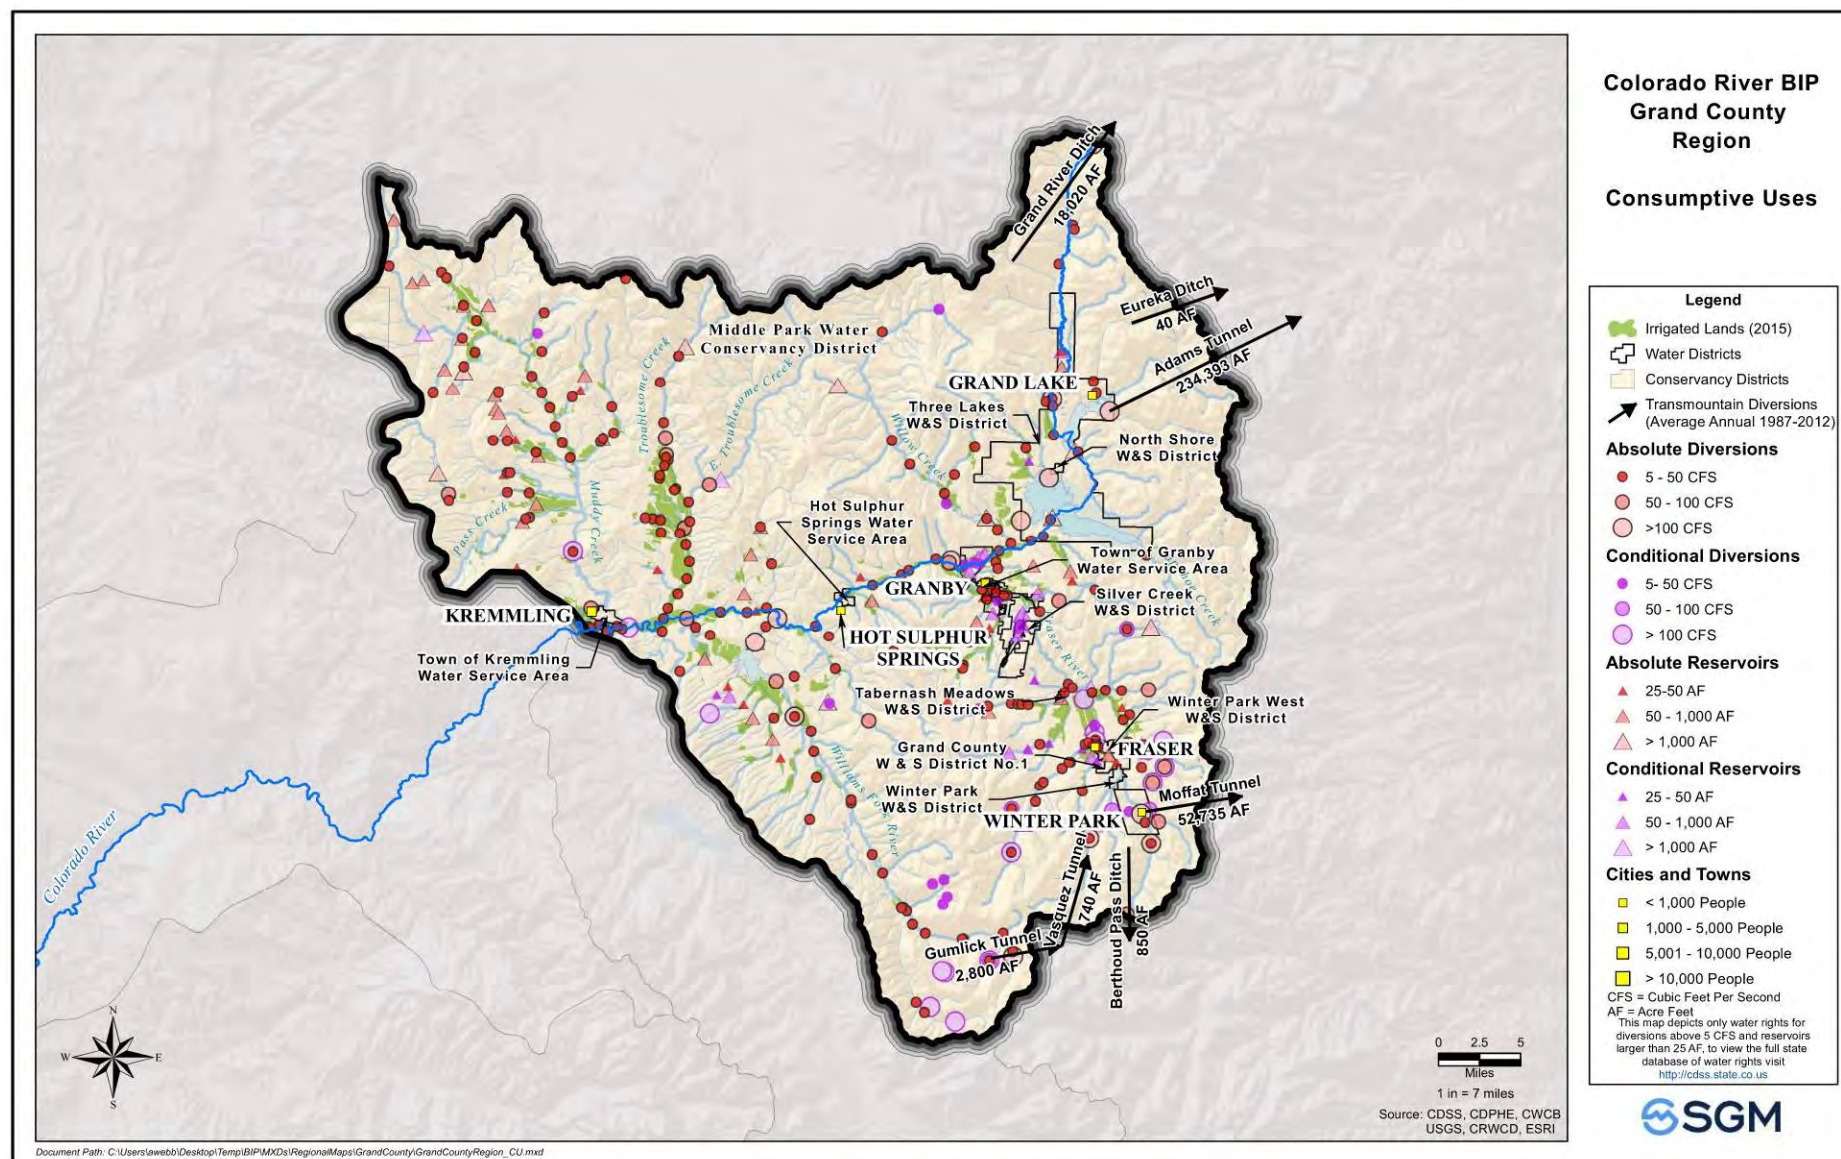 Colorado River BIP
Grand County
Region
Consumptive Uses
Legend
Irrigated Lands (2015)
Water Districts
Conservancy Districts
Transmountain Diversions
(Average Annual 1987-2012)
Absolute Diversions
5 - 50 CFS
50 - 100 CFS
>100 CFS
Conditional Diversions
5- 50 CFS
50 - 100 CFS
> 100 CFS
Absolute Reservoirs
25-50 AF
50 - 1,000 AF
> 1,000 AF
Conditional Reservoirs
25 - 50 AF
50 - 1,000 AF
> 1,000 AF
Cities and Towns
< 1,000 People
1,000 - 5,000 People
5,001 - 10,000 People
> 10,000 People
CFS = Cubic Feet Per Second
AF = Acre Feet
This map depicts only water rights for
diversions above 5 CFS and reservoirs
larger than 25 AF, to view the full state
database of water rights visit
http://cdss.state.co.us
SGM
Grand River Ditch
18,020 AF
Eureka Ditch
40 AF
Adams Tunnel
234,393 AF
Middle Park Water
Conservancy District
GRAND LAKE
Three Lakes
W&S District
North Shore
W&S District
Troublesome Creek
E. Troublesome Creek
Willow Creek
Muddy Creek
Pass Creek
Hot Sulphur
Springs Water
Service Area
Town of Granby
Water Service Area
GRANBY
Silver Creek
W&S District
KREMMLING
HOT SULPHUR
SPRINGS
Fraser River
Town of Kremmling
Water Service Area
Tabernash Meadows
W&S District
Winter Park West
W&S District
Grand County
W & S District No.1
FRASER
Winter Park
W&S District
Moffat Tunnel
52,735 AF
WINTER PARK
Williams Fork River
Colorado River
Vasquez Tunnel
740 AF
Berthoud Pass Ditch
850 AF
Gumlick Tunnel
2,800 AF
N
W
E
S
0 2.5 5
Miles
1 in = 7 miles
Source: CDSS, CDPHE, CWCB
USGS, CRWCD, ESRI
Document Path: C:\Users\awebb\Desktop\Temp\BIP\MXDs\RegionalMaps\GrandCounty\GrandCountyRegion_CU.mxd